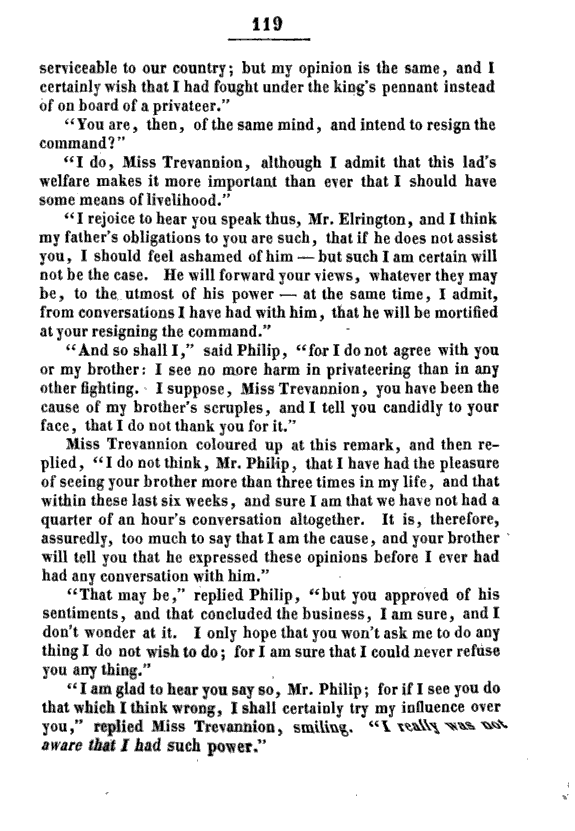 119
serviceable to our country; but my opinion is the same, and I
certainly wish that I had fought under the king's pennant instead
of on board of a privateer."
"You are, then, of the same mind, and intend to resign the
command?"
"I do, Miss Trevannion, although I admit that this lad's
welfare makes it more important than ever that I should have
some means of livelihood."
"I rejoice to hear you speak thus, Mr. Elrington, and I think
my father's obligations to you are such, that if he does not assist
you, I should feel ashamed of him — but such I am certain will
not be the case. He will forward your views, whatever they may
be, to the utmost of his power — at the same time, I admit,
from conversations I have had with him, that he will be mortified
at your resigning the command."
"And so shall I," said Philip, "for I do not agree with you
or my brother: I see no more harm in privateering than in any
other fighting. I suppose, Miss Trevannion, you have been the
cause of my brother's scruples, and I tell you candidly to your
face, that I do not thank you for it."
Miss Trevannion coloured up at this remark, and then re-
plied, "I do not think, Mr. Philip, that I have had the pleasure
of seeing your brother more than three times in my life, and that
within these last six weeks, and sure I am that we have not had a
quarter of an hour's conversation altogether. It is, therefore,
assuredly, too much to say that I am the cause, and your brother
will tell you that he expressed these opinions before I ever had
had any conversation with him."
"That may be," replied Philip, "but you approved of his
sentiments, and that concluded the business, I am sure, and I
don't wonder at it. I only hope that you won't ask me to do any
thing I do not wish to do; for I am sure that I could never refuse
you any thing."
"I am glad to hear you say so, Mr. Philip; for if I see you do
that which I think wrong, I shall certainly try my influence over
you," replied Miss Trevannion, smiling. "I really was not
aware that I had such power."